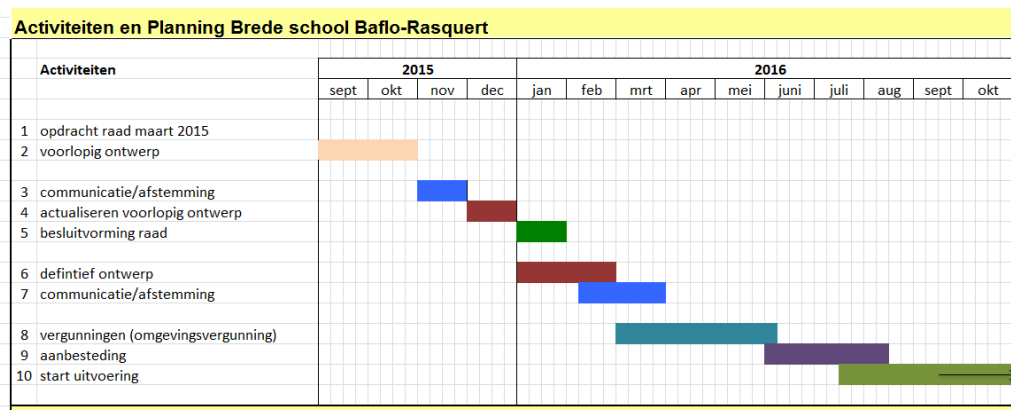 Activiteiten en Planning Brede school Baflo-Rasquert
Activiteiten 2015 2016
sept okt nov dec jan feb mrt apr mei juni juli aug sept okt
1 opdracht raad maart 2015
2 voorlopig ontwerp
3 communicatie/afstemming
4 actualiseren voorlopig ontwerp
5 besluitvorming raad
6 defintief ontwerp
7 communicatie/afstemming
8 vergunningen (omgevingsvergunning)
9 aanbesteding
10 start uitvoering